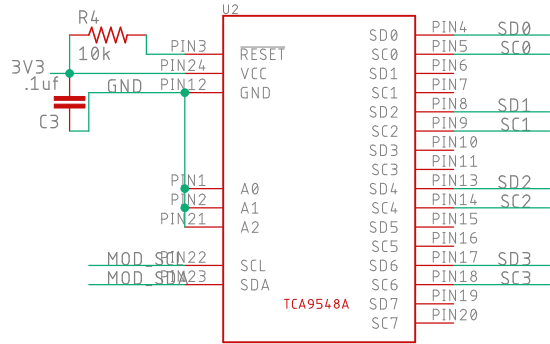 U2
R4
10k
3V3
.1uf
C3
GND
PIN3 RESET
PIN24 VCC
PIN12 GND
PIN1 A0
PIN2 A1
PIN21 A2
MOD_SCL PIN22 SCL
MOD_SDA PIN23 SDA
TCA9548A
SD0 PIN4 SD0
SC0 PIN5 SC0
SD1 PIN6
SC1 PIN7
SD2 PIN8 SD1
SC2 PIN9 SC1
SD3 PIN10
SC3 PIN11
SD4 PIN13 SD2
SC4 PIN14 SC2
SD5 PIN15
SC5 PIN16
SD6 PIN17 SD3
SC6 PIN18 SC3
SD7 PIN19
SC7 PIN20